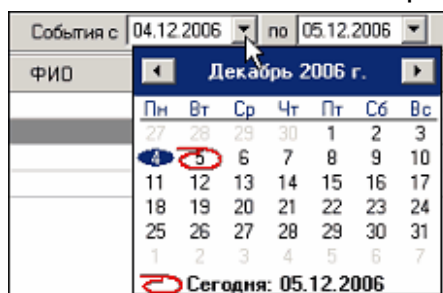 События с 04.12.2006 по 05.12.2006
ФИО
Декабрь 2006 г.
Пн Вт Ср Чт Пт Сб Вс
27 28 29 30 1 2 3
4 5 6 7 8 9 10
11 12 13 14 15 16 17
18 19 20 21 22 23 24
25 26 27 28 29 30 31
1 2 3 4 5 6 7
Сегодня: 05.12.2006